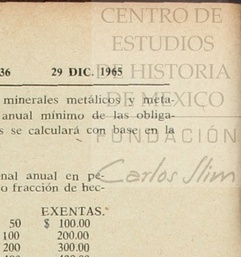 CENTRO DE
ESTUDIOS
DE HISTORIA
DE MEXICO
FUNDACIÓN
Carlos Slim
36 29 DIC. 1965
minerales metálicos y meta-
anual mínimo de las obliga-
s se calculará con base en la
nal anual en pe-
o fracción de hec-
EXENTAS.
50 $ 100.00
100 200.00
200 300.00